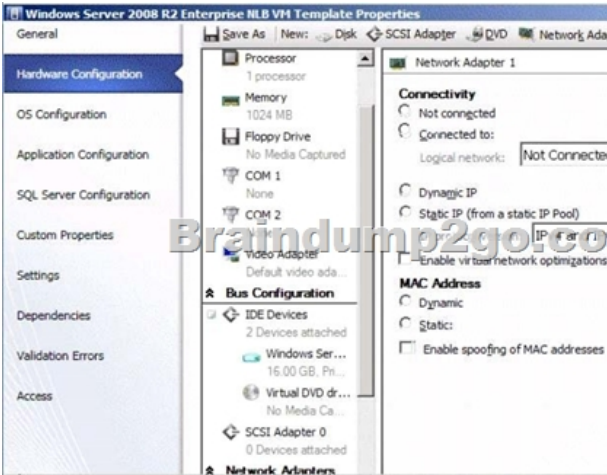 Windows Server 2008 R2 Enterprise NLB VM Template Properties
General
Hardware Configuration
OS Configuration
Application Configuration
SQL Server Configuration
Custom Properties
Settings
Dependencies
Validation Errors
Access
Save As New: Disk SCSI Adapter DVD Network Ada
Processor
1 processor
Memory
1024 MB
Floppy Drive
No Media Captured
COM 1
None
COM 2
Video Adapter
Default video ada...
Bus Configuration
IDE Devices
2 Devices attached
Windows Ser...
16.00 GB, Pri...
Virtual DVD dr...
No Media Ca...
SCSI Adapter 0
0 Devices attached
Network Adapters
Network Adapter 1
Connectivity
Not connected
Connected to:
Logical network: Not Connected
Dynamic IP
Static IP (from a static IP Pool)
Enable virtual network optimizations
MAC Address
Dynamic
Static:
Enable spoofing of MAC addresses
Braindump2go.co